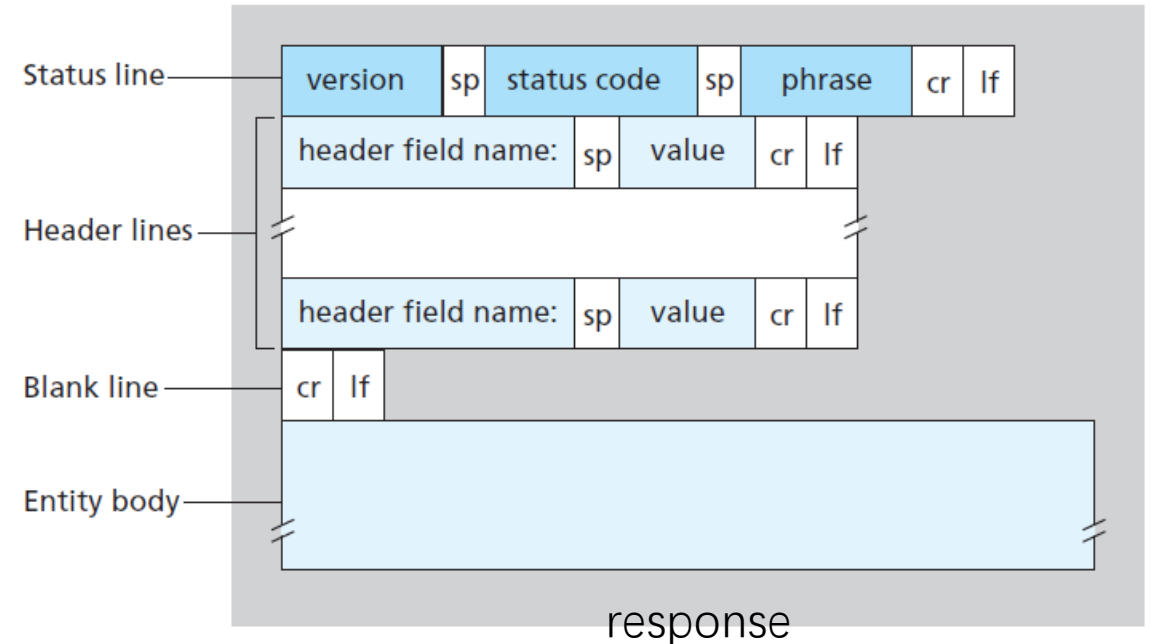 Status line version sp status code sp phrase cr lf
header field name: sp value cr lf
Header lines
header field name: sp value cr lf
Blank line cr lf
Entity body
response